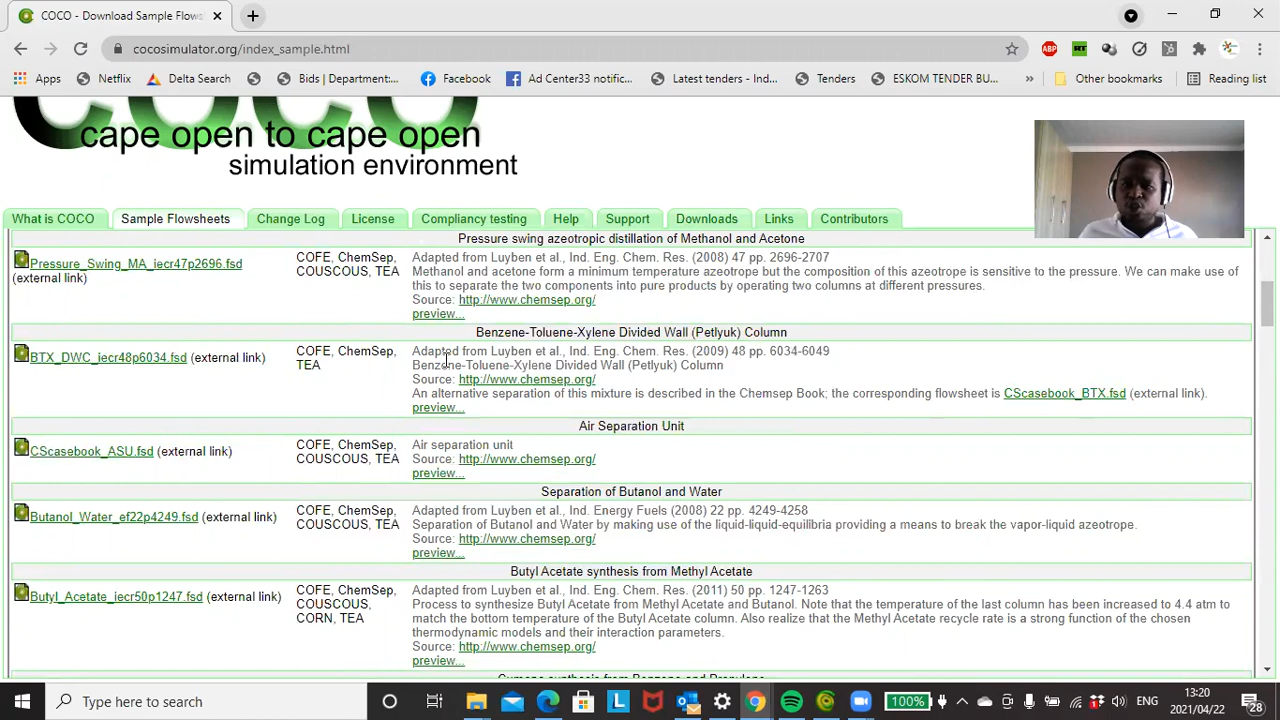 COCO - Download Sample Flows
cocosimulator.org/index_sample.html
Apps
Netflix
Delta Search
Bids | Department:...
Facebook
Ad Center33 notific...
Latest tenders - Ind...
Tenders
ESKOM TENDER BU...
»
Other bookmarks
Reading list
coco
cape open to cape open
simulation environment
What is COCO
Sample Flowsheets
Change Log
License
Compliancy testing
Help
Support
Downloads
Links
Contributors
Pressure swing azeotropic distillation of Methanol and Acetone
Pressure_Swing_MA_iecr47p2696.fsd
(external link)
COFE, ChemSep,
COUSCOUS, TEA
Adapted from Luyben et al., Ind. Eng. Chem. Res. (2008) 47 pp. 2696-2707
Methanol and acetone form a minimum temperature azeotrope but the composition of this azeotrope is sensitive to the pressure. We can make use of
this to separate the two components into pure products by operating two columns at different pressures.
Source: http://www.chemsep.org/
preview...
Benzene-Toluene-Xylene Divided Wall (Petlyuk) Column
BTX_DWC_iecr48p6034.fsd (external link)
COFE, ChemSep,
TEA
Adapted from Luyben et al., Ind. Eng. Chem. Res. (2009) 48 pp. 6034-6049
Benzene-Toluene-Xylene Divided Wall (Petlyuk) Column
Source: http://www.chemsep.org/
An alternative separation of this mixture is described in the Chemsep Book; the corresponding flowsheet is CScasebook_BTX.fsd (external link).
preview...
Air Separation Unit
CScasebook_ASU.fsd (external link)
COFE, ChemSep,
COUSCOUS, TEA
Air separation unit
Source: http://www.chemsep.org/
preview...
Separation of Butanol and Water
Butanol_Water_ef22p4249.fsd (external link)
COFE, ChemSep,
COUSCOUS, TEA
Adapted from Luyben et al., Ind. Energy Fuels (2008) 22 pp. 4249-4258
Separation of Butanol and Water by making use of the liquid-liquid-equilibria providing a means to break the vapor-liquid azeotrope.
Source: http://www.chemsep.org/
preview...
Butyl Acetate synthesis from Methyl Acetate
Butyl_Acetate_iecr50p1247.fsd (external link)
COFE, ChemSep,
COUSCOUS,
CORN, TEA
Adapted from Luyben et al., Ind. Eng. Chem. Res. (2011) 50 pp. 1247-1263
Process to synthesize Butyl Acetate from Methyl Acetate and Butanol. Note that the temperature of the last column has been increased to 4.4 atm to
match the bottom temperature of the Butyl Acetate column. Also realize that the Methyl Acetate recycle rate is a strong function of the chosen
thermodynamic models and their interaction parameters.
Source: http://www.chemsep.org/
preview...
Cumene synthesis from Benzene and Propylene
Type here to search
100%
ENG
13:20
2021/04/22
28